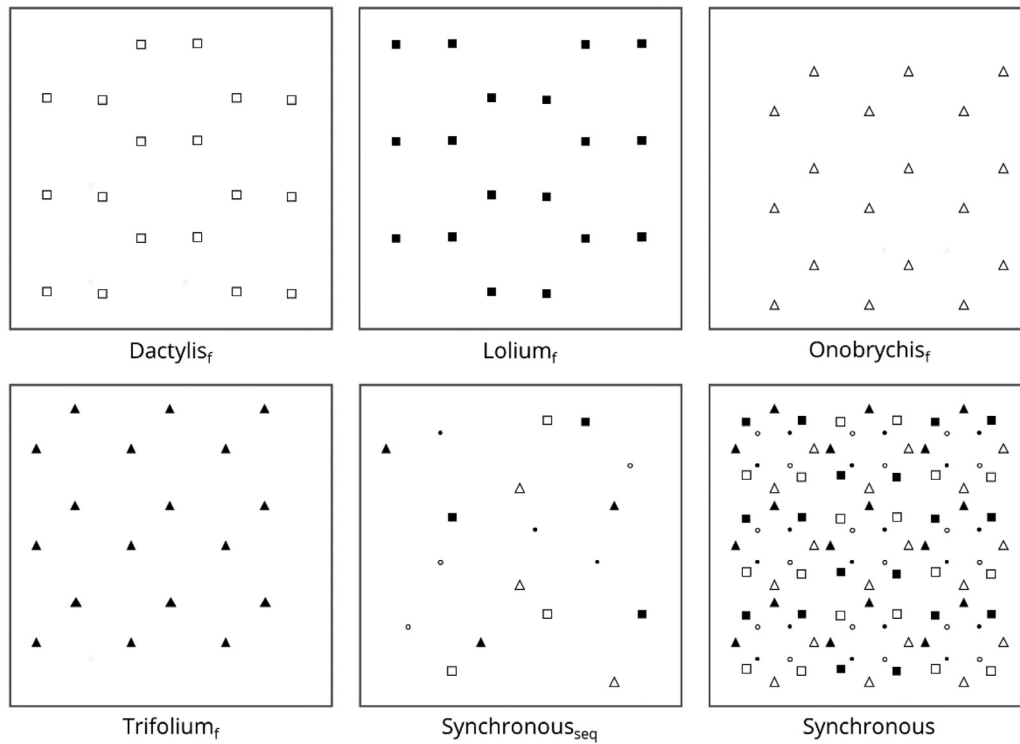 Dactylis_f
Lolium_f
Onobrychis_f
Trifolium_f
Synchronous_seq
Synchronous